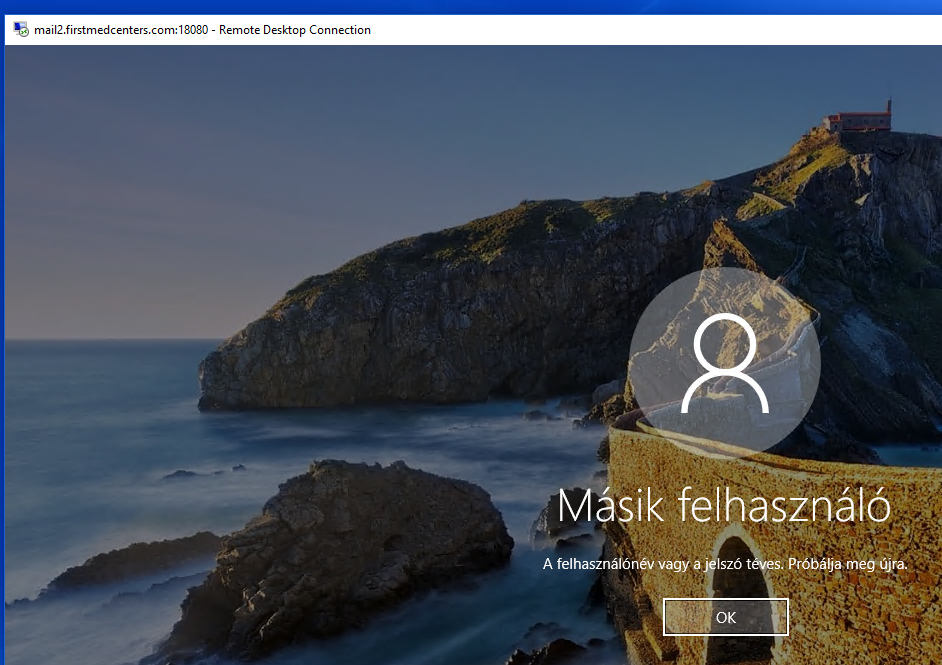 mail2.firstmedcenters.com:18080 - Remote Desktop Connection
Másik felhasználó
A felhasználónév vagy a jelszó téves. Próbálja meg újra.
OK